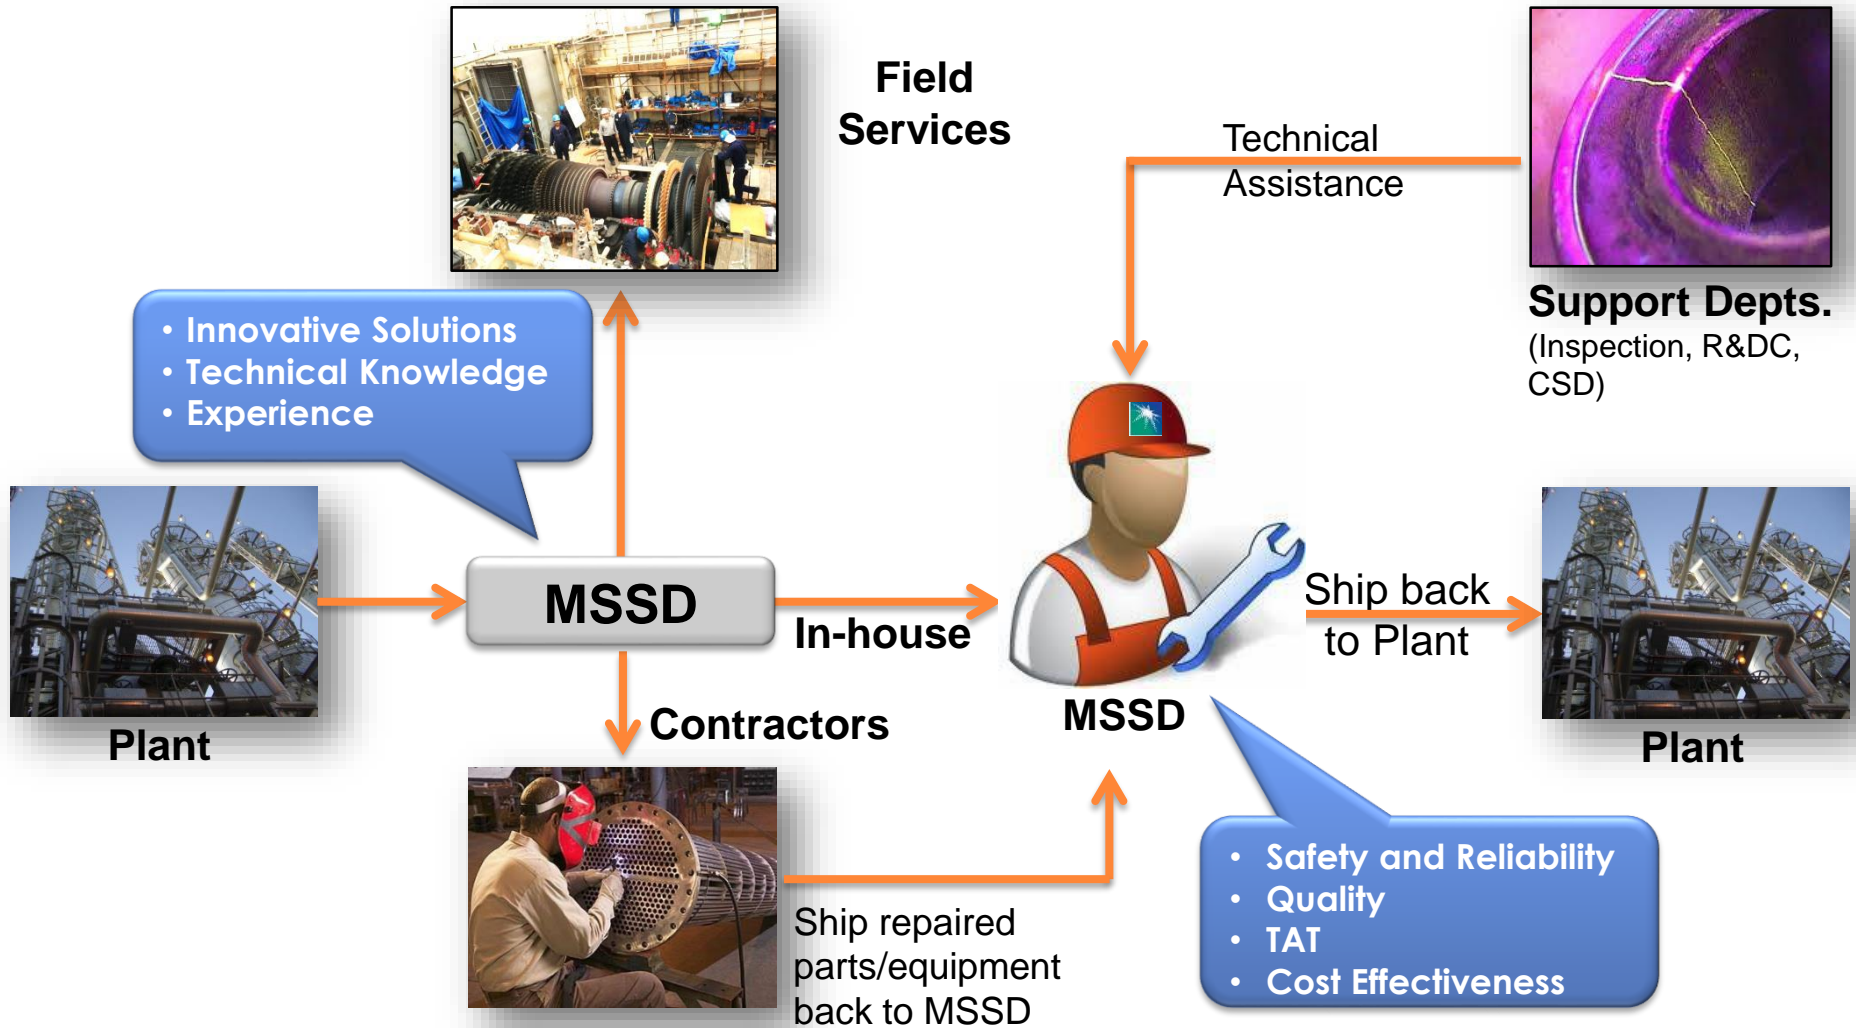 Field
Services
Technical
Assistance
Support Depts.
(Inspection, R&DC,
CSD)
• Innovative Solutions
• Technical Knowledge
• Experience
Plant
MSSD
In-house
Contractors
MSSD
Ship back
to Plant
Plant
Ship repaired
parts/equipment
back to MSSD
• Safety and Reliability
• Quality
• TAT
• Cost Effectiveness